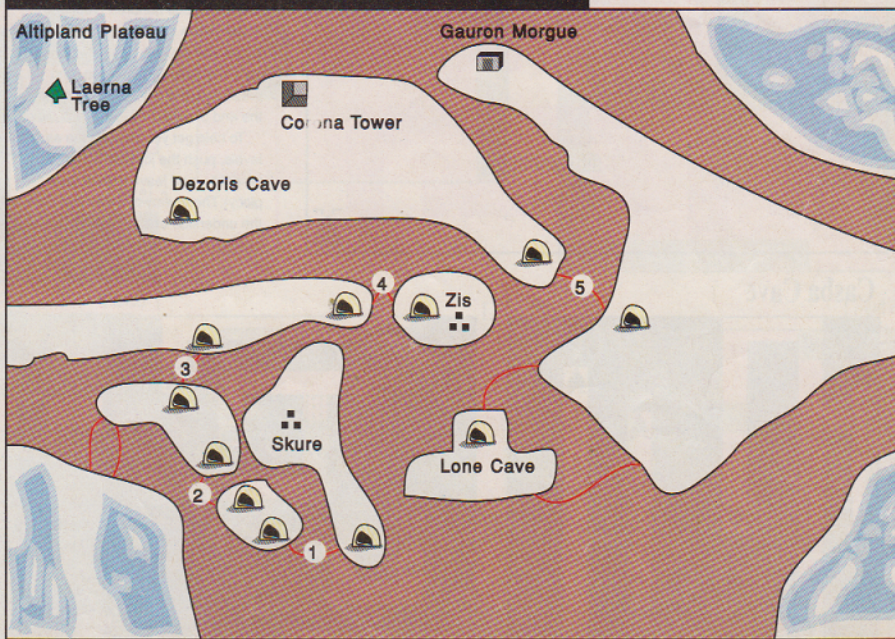 Altipland Plateau
Gauron Morgue
Laerna
Tree
Corona Tower
Dezoris Cave
4
Zis
5
3
Skure
Lone Cave
2
1